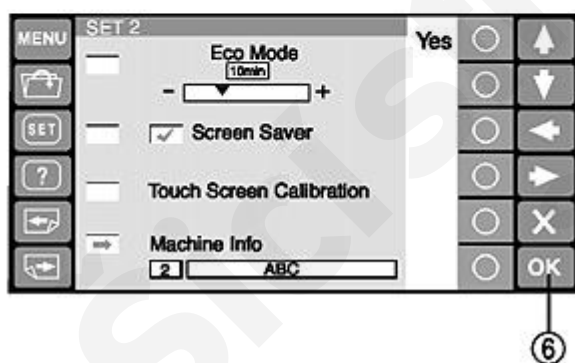 MENU
SET 2
Yes
Eco Mode
10min
- +
SET
Screen Saver
?
Touch Screen Calibration
Machine Info
2 ABC
X
OK
6